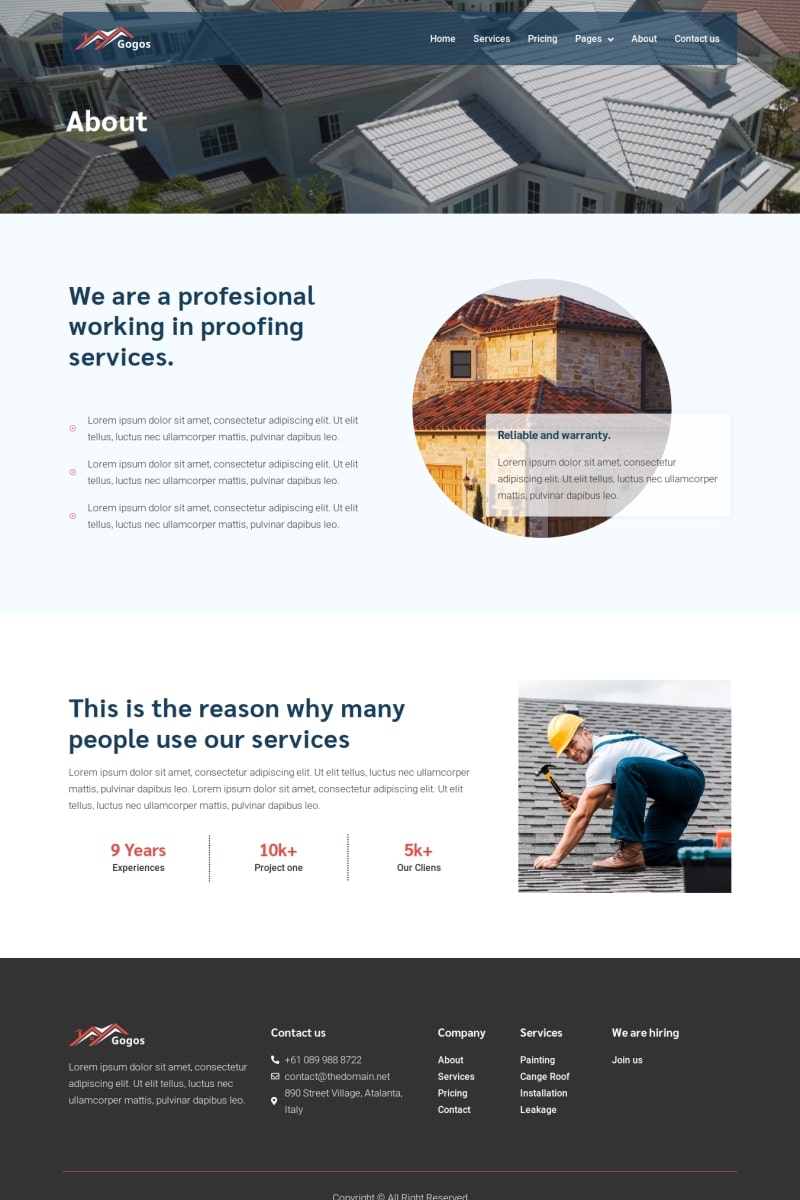 Gogos
Home Services Pricing Pages About Contact us
About
We are a profesional
working in proofing
services.
Lorem ipsum dolor sit amet, consectetur adipiscing elit. Ut elit
tellus, luctus nec ullamcorper mattis, pulvinar dapibus leo.
Lorem ipsum dolor sit amet, consectetur adipiscing elit. Ut elit
tellus, luctus nec ullamcorper mattis, pulvinar dapibus leo.
Lorem ipsum dolor sit amet, consectetur adipiscing elit. Ut elit
tellus, luctus nec ullamcorper mattis, pulvinar dapibus leo.
Reliable and warranty.
Lorem ipsum dolor sit amet, consectetur
adipiscing elit. Ut elit tellus, luctus nec ullamcorper
mattis, pulvinar dapibus leo.
This is the reason why many
people use our services
Lorem ipsum dolor sit amet, consectetur adipiscing elit. Ut elit tellus, luctus nec ullamcorper
mattis, pulvinar dapibus leo. Lorem ipsum dolor sit amet, consectetur adipiscing elit. Ut elit
tellus, luctus nec ullamcorper mattis, pulvinar dapibus leo.
9 Years
Experiences
10k+
Project one
5k+
Our Cliens
Gogos
Lorem ipsum dolor sit amet, consectetur
adipiscing elit. Ut elit tellus, luctus nec
ullamcorper mattis, pulvinar dapibus leo.
Contact us
+61 089 988 8722
contact@thedomain.net
890 Street Village, Atalanta,
Italy
Company
About
Services
Pricing
Contact
Services
Painting
Cange Roof
Installation
Leakage
We are hiring
Join us
Copyright © All Right Reserved